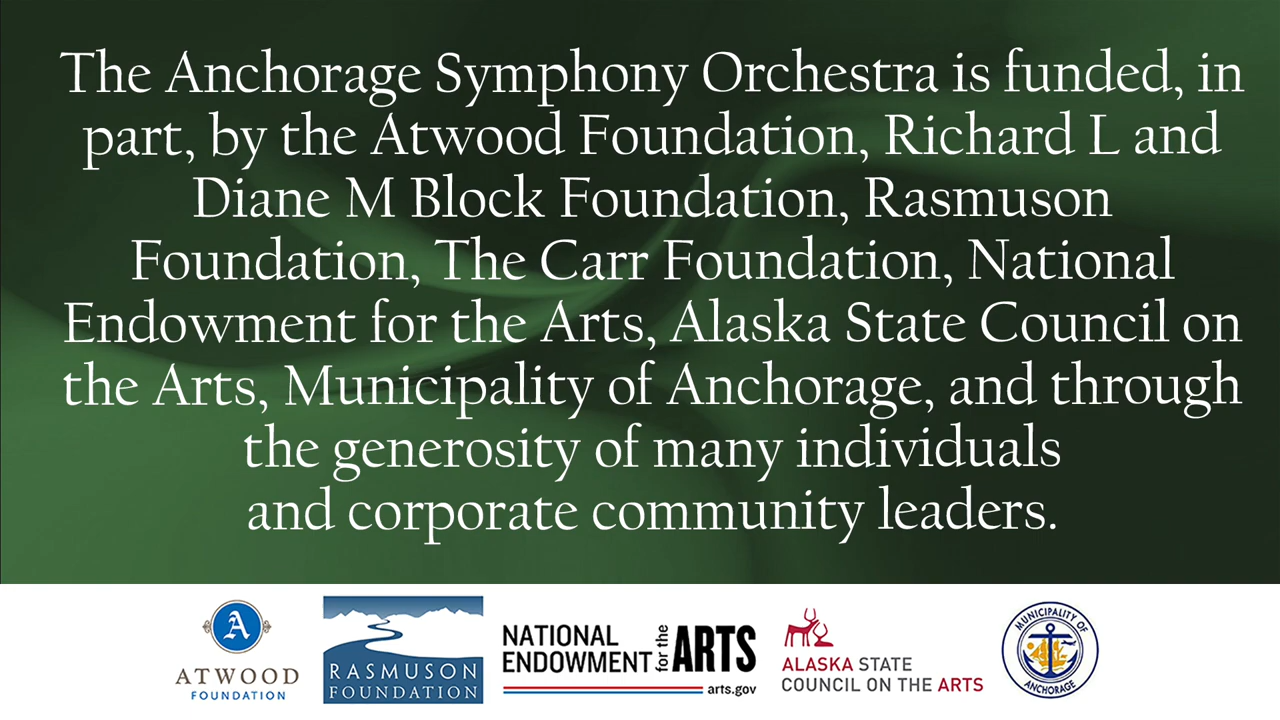 The Anchorage Symphony Orchestra is funded, in
part, by the Atwood Foundation, Richard L and
Diane M Block Foundation, Rasmuson
Foundation, The Carr Foundation, National
Endowment for the Arts, Alaska State Council on
the Arts, Municipality of Anchorage, and through
the generosity of many individuals
and corporate community leaders.
A
ATWOOD
FOUNDATION
RASMUSON
FOUNDATION
NATIONAL
ENDOWMENT for the ARTS
arts.gov
ALASKA STATE
COUNCIL ON THE ARTS
MUNICIPALITY OF
ANCHORAGE